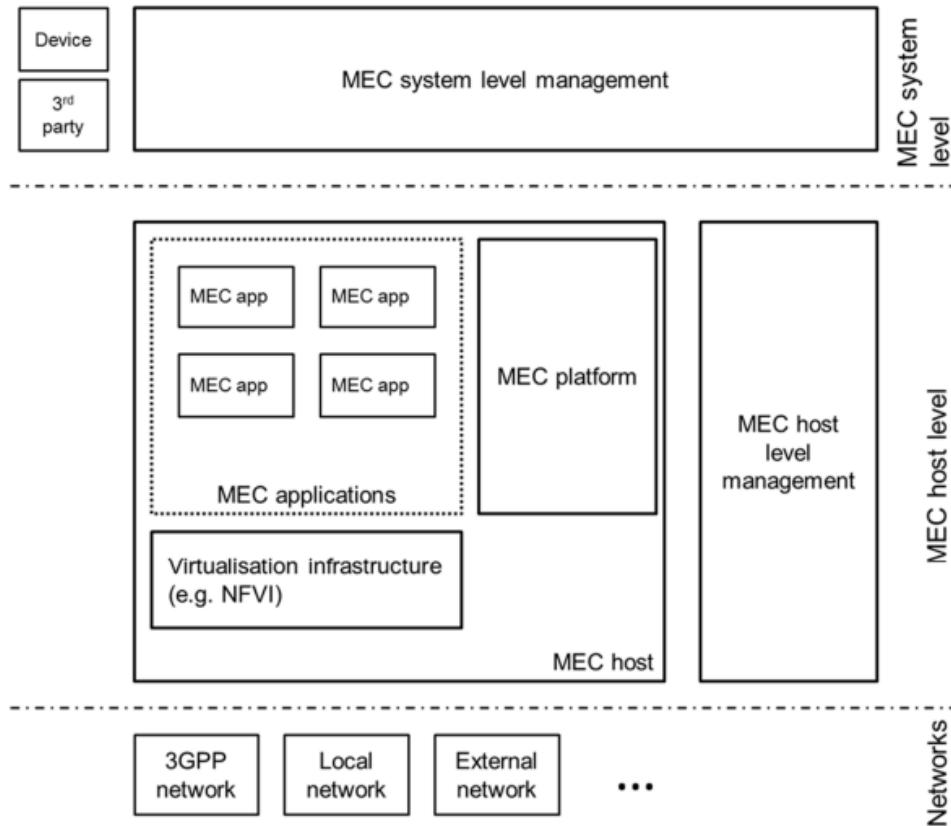 Device
3rd
party
MEC system level management
MEC system
level
MEC app
MEC app
MEC app
MEC app
MEC applications
MEC platform
Virtualisation infrastructure
(e.g. NFVI)
MEC host
MEC host
level
management
MEC host level
3GPP
network
Local
network
External
network
...
Networks